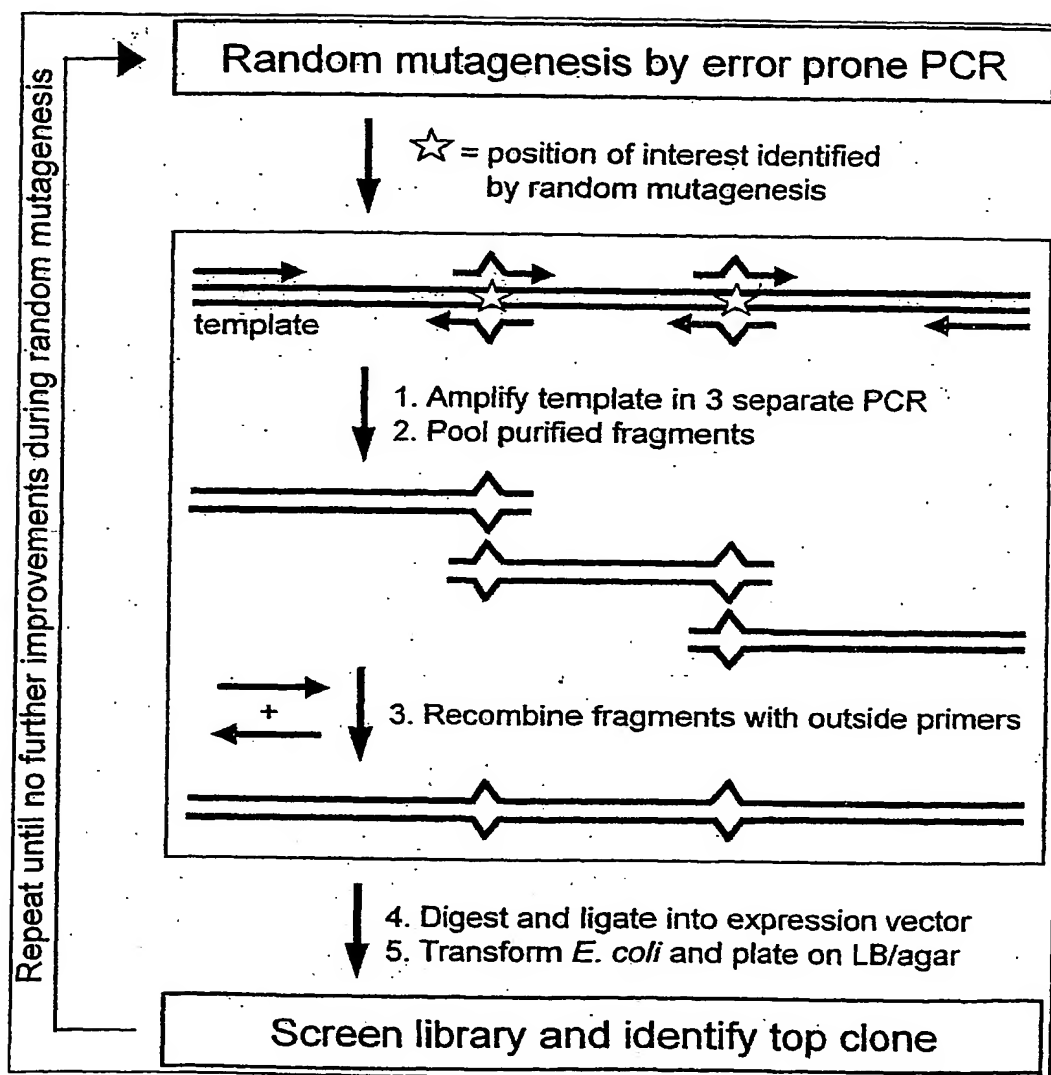 Random mutagenesis by error prone PCR
= position of interest identified
by random mutagenesis
template
1. Amplify template in 3 separate PCR
2. Pool purified fragments
+
3. Recombine fragments with outside primers
4. Digest and ligate into expression vector
5. Transform E. coli and plate on LB/agar
Screen library and identify top clone
Repeat until no further improvements during random mutagenesis